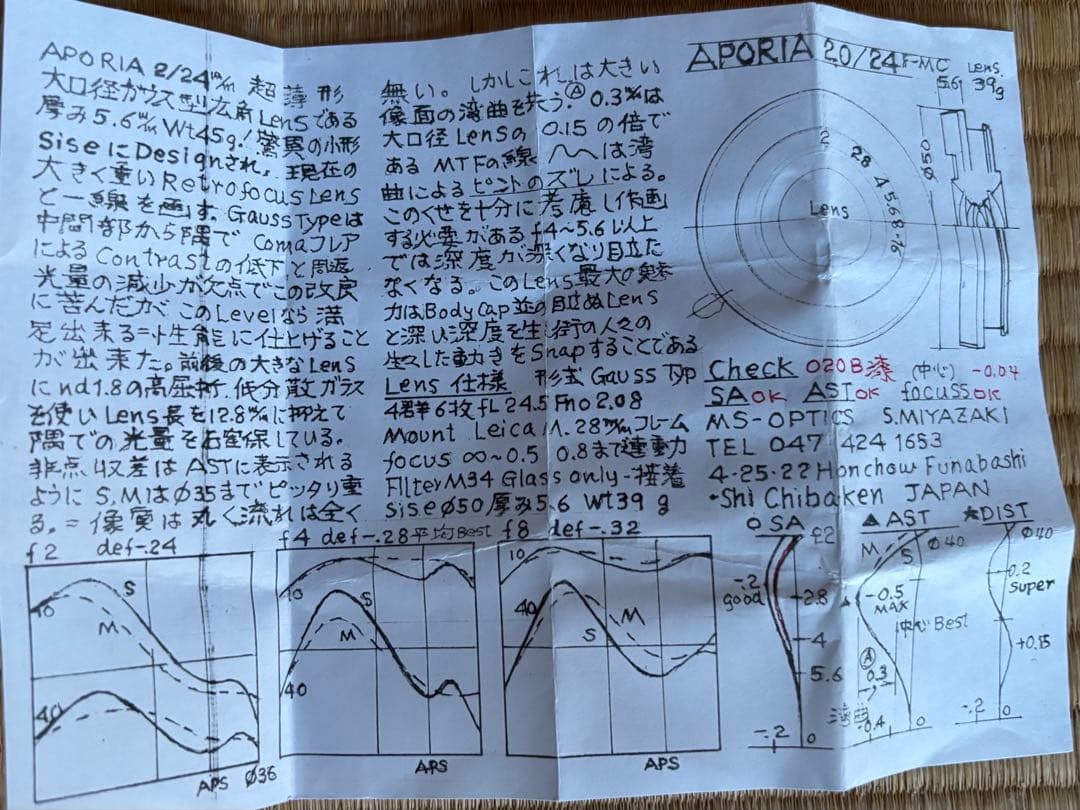 APORIA 2/24m/m 超薄形
大口径ガウス型広角Lensである
厚み5.6m/m Wt45g! 驚異の小形
SiseにDesignされ、現在の
大きく重いRetrofocus Lens
と一線を画す。Gauss Typeは
中間部から隅でComaフレア
によるContrastの低下と周返
光量の減少が欠点でこの改良
に苦んだが、このLevelなら満
足出来る=小生能に仕上げること
が出来た。前後の大きなLens
にnd1.8の高屈折、低分散ガラス
を使いLens長を12.8m/mに抑えて
隅での光量を確保している。
非点収差はASTに表示される
ようにS.MはØ35までピッタリ重
る。=像質は丸く流れは全く
無い。しかしこれは大きい
像面の湾曲を伴う。Ⓐ 0.3m/mは
大口径Lensの0.15の倍で
ある MTFの線 へは湾
曲によるピントのズレによる。
このくせを十分に考慮し作画
する必要がある f4~5.6以上
では深度が深くなり目立た
なくなる。このLens最大の魅
力はBody Cap並の目立ぬLens
と深い深度を生し街の人々の
生々した動きをSnapすることである
Lens 仕様 形式 Gauss Typ
4群6枚 fL 24.5 Fno 2.08
Mount Leica M. 28m/mフレーム
focus ∞~0.5 0.8まで連動
Filter M34 Glass only-接着
sise Ø50 厚み5.6 Wt39g
APORIA 2.0/24 F-MC Lens.
5.6 39g
Ø50
2 2.8 4 5.6 8 16
Lens
Check 020B漆 (中心) -0.04
SA OK AST OK focuss OK
MS-OPTICS S.MIYAZAKI
TEL 047 424 1653
4-25-22 Honchow Funabashi
-Shi Chibaken JAPAN
f2 def-.24
10
S
M
40
APS Ø36
f4 def-.28 平均Best
10
S
M
40
APS
f8 def-.32
10
40
M
S
APS
○SA
f2
-.2
good
2.8
4
5.6
-.2 0
▲AST
M S Ø40
-0.5
MAX
中心Best
Ⓐ
0.3
湾曲
-0.4 0
★DIST
Ø40
0.2
super
+0.15
-.2 0